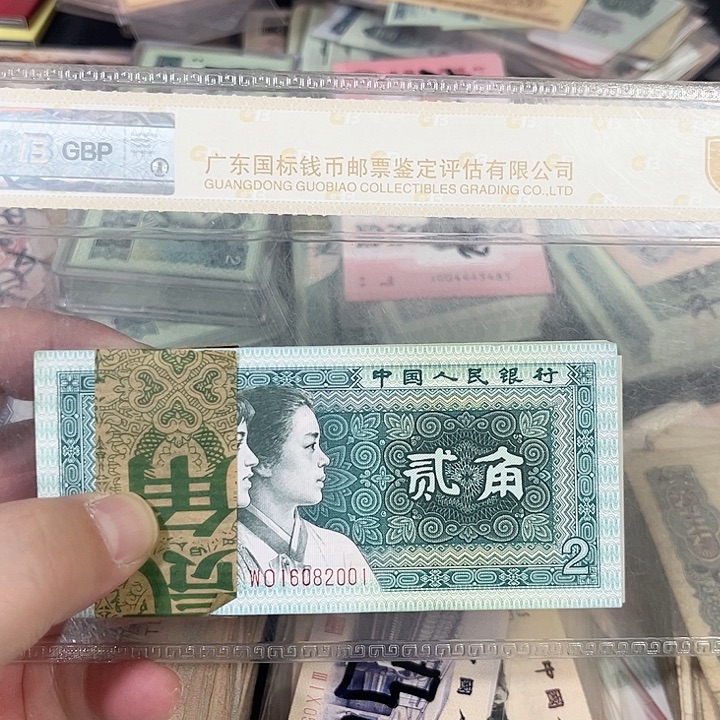 GBP
广东国标钱币邮票鉴定评估有限公司
GUANGDONG GUOBIAO COLLECTIBLES GRADING CO.,LTD
中国人民银行
贰角
WO16082001
2